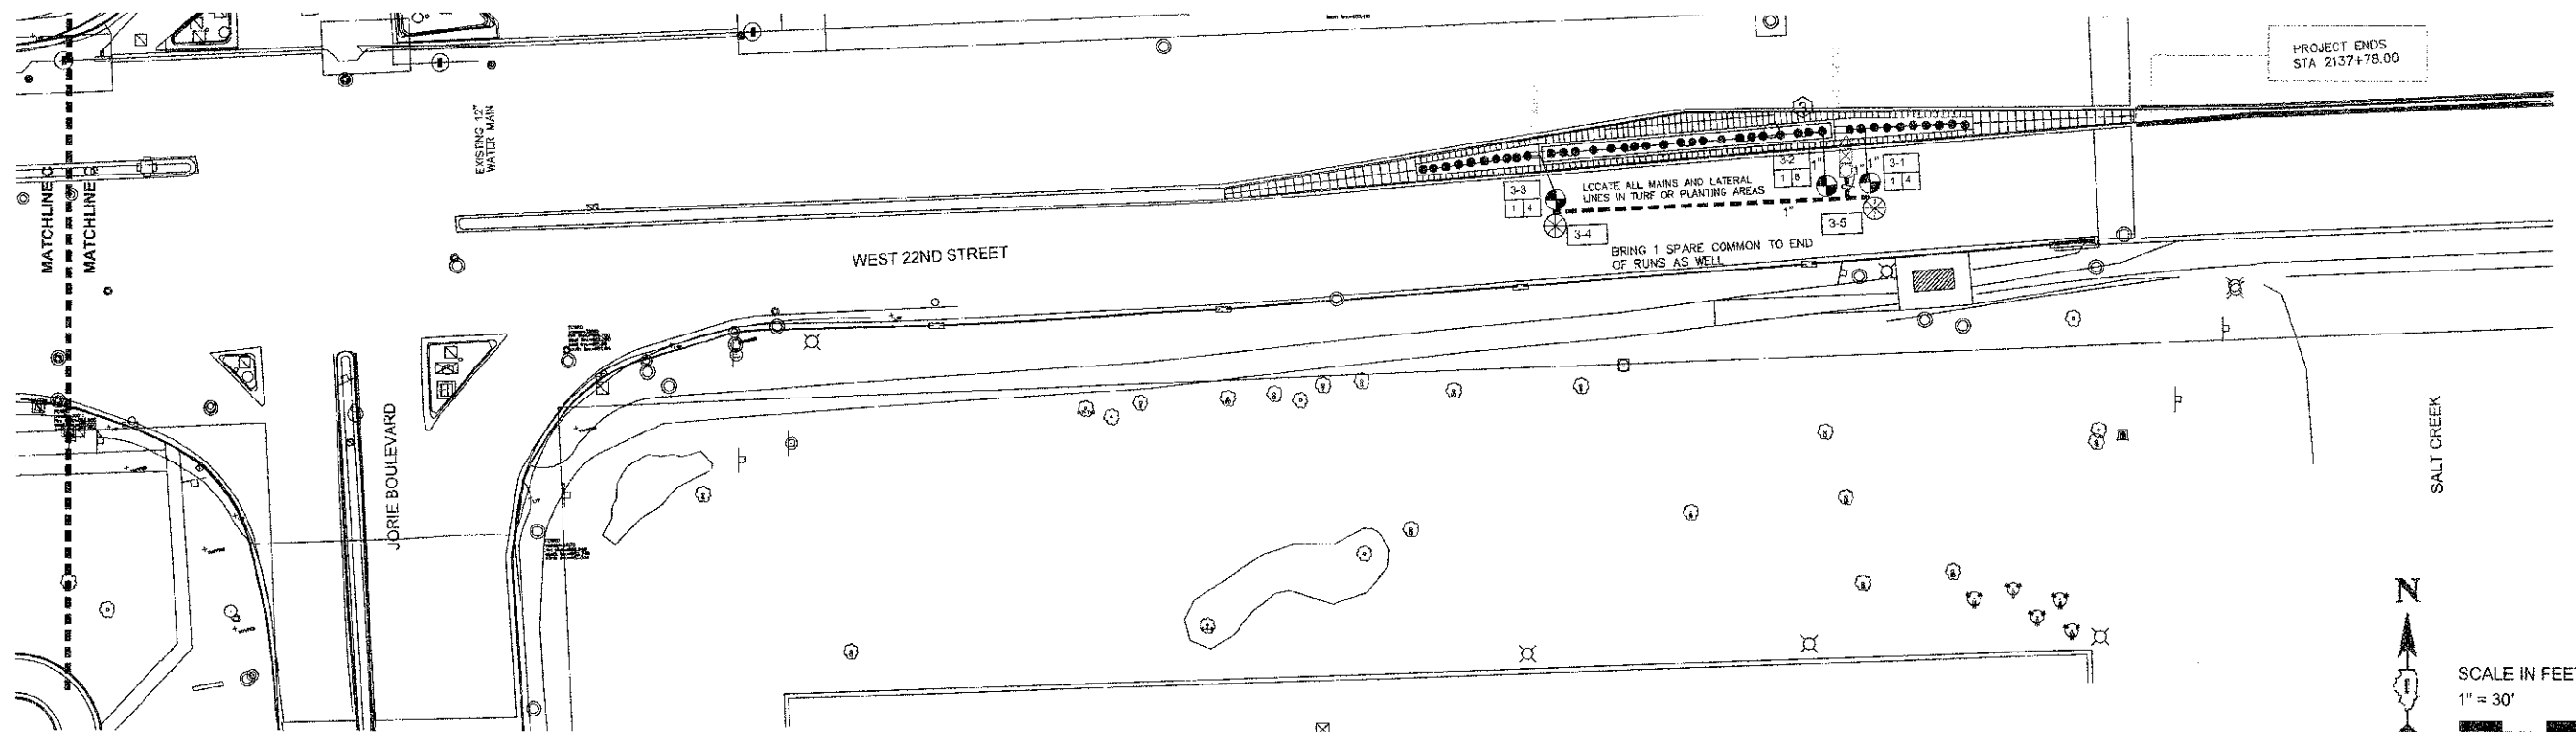 PROJECT ENDS
STA 2137+78.00
EXISTING 12"
WATER MAIN
MATCHLINE C
MATCHLINE C
3
3-2
1 8
1"
1"
1"
3-1
1 4
3-3
1 4
LOCATE ALL MAINS AND LATERAL
LINES IN TURF OR PLANTING AREAS
1"
3-4
3-5
WEST 22ND STREET
BRING 1 SPARE COMMON TO END
OF RUNS AS WELL
JORIE BOULEVARD
SALT CREEK
N
SCALE IN FEET
1" = 30'